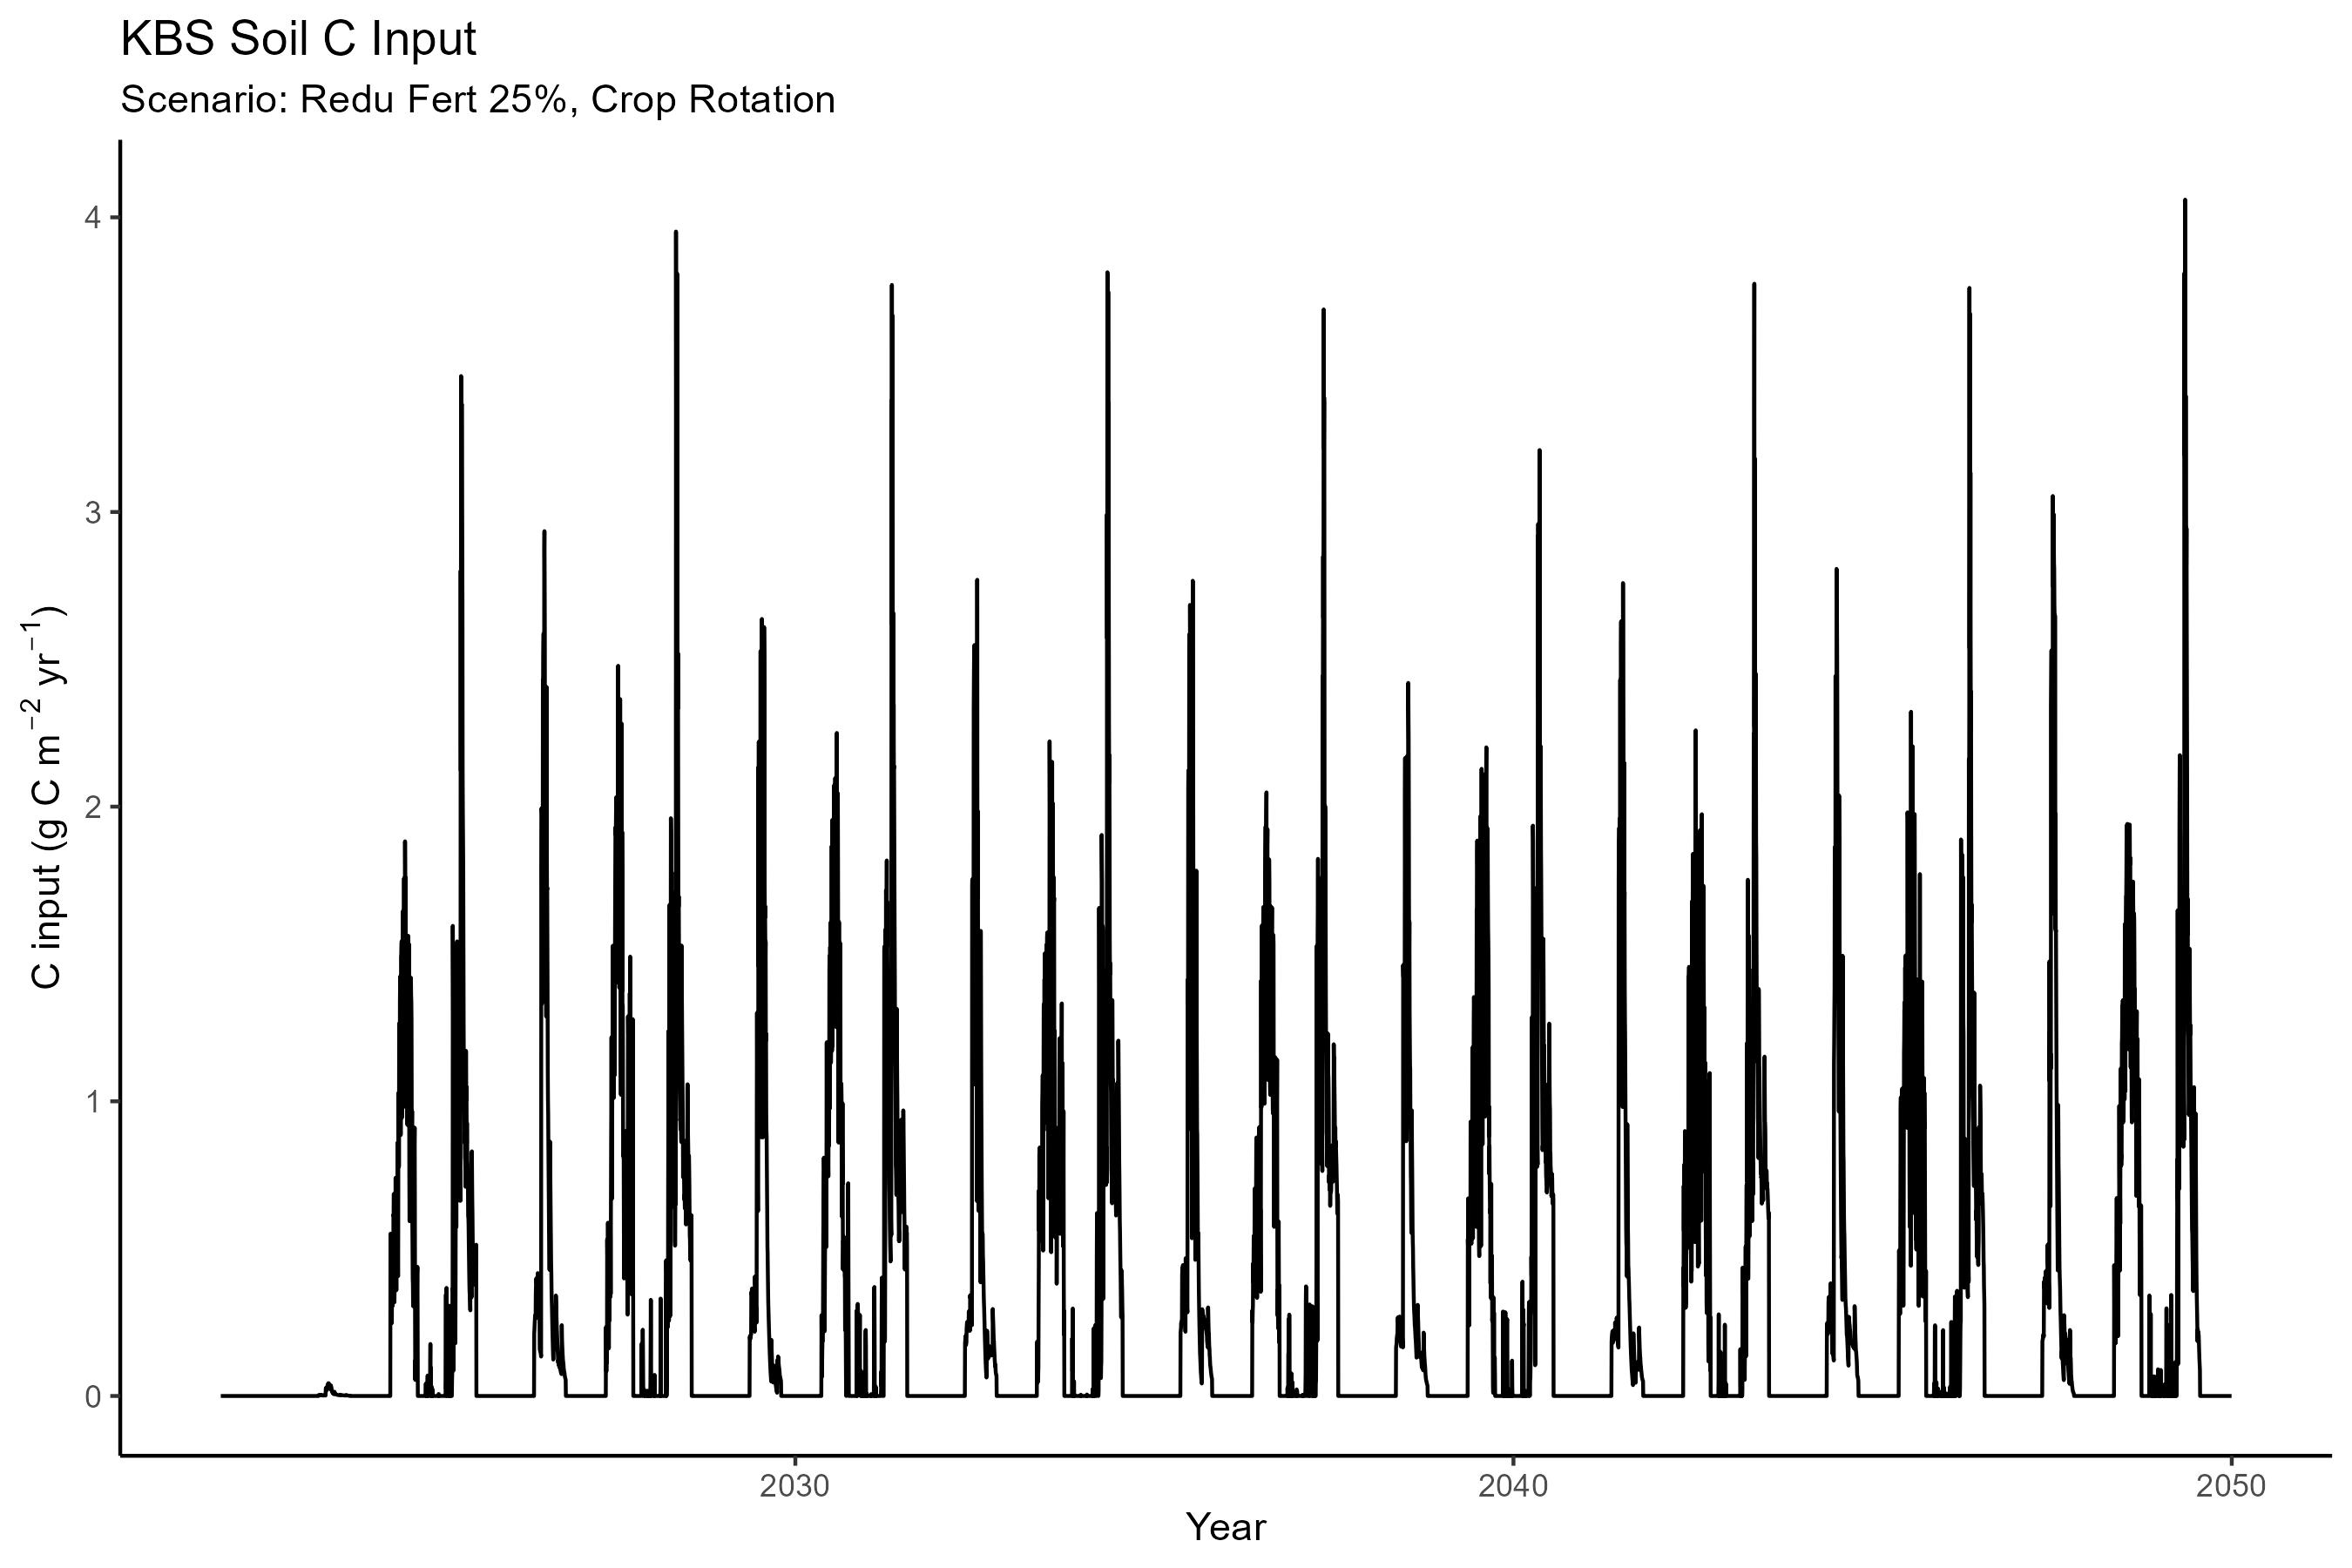 KBS Soil C Input
Scenario: Redu Fert 25%, Crop Rotation
C input (g C m⁻² yr⁻¹)
4
3
2
1
0
2030
2040
2050
Year